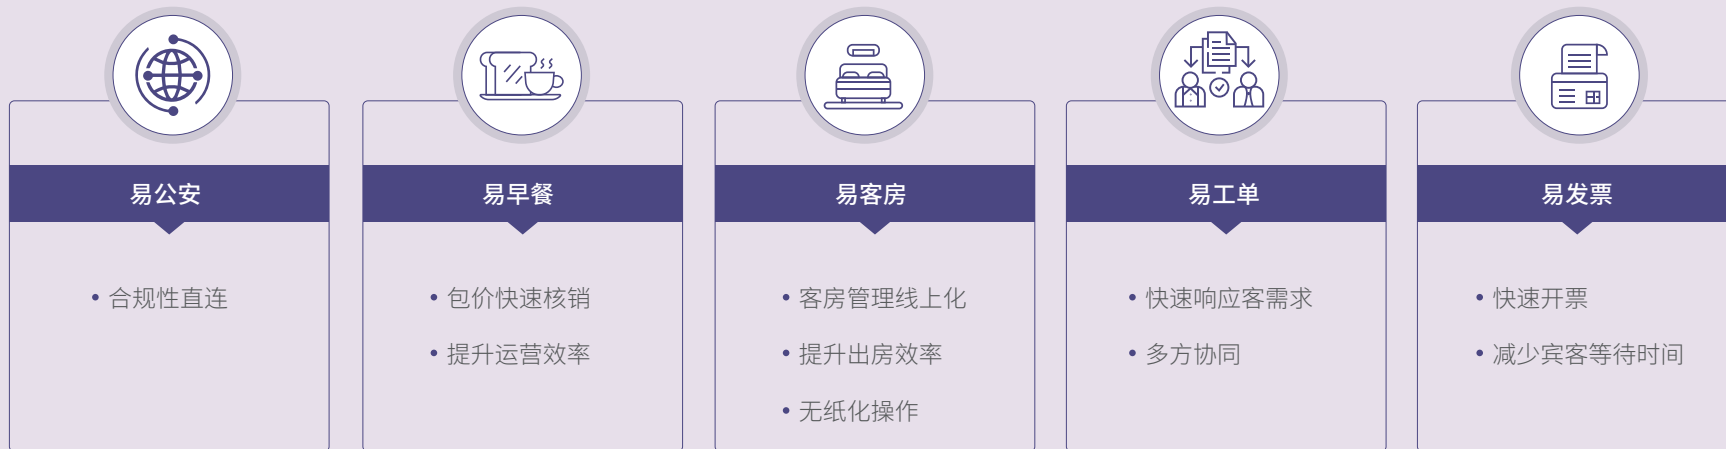 易公安
• 合规性直连
易早餐
• 包价快速核销
• 提升运营效率
易客房
• 客房管理线上化
• 提升出房效率
• 无纸化操作
易工单
• 快速响应客需求
• 多方协同
易发票
• 快速开票
• 减少宾客等待时间